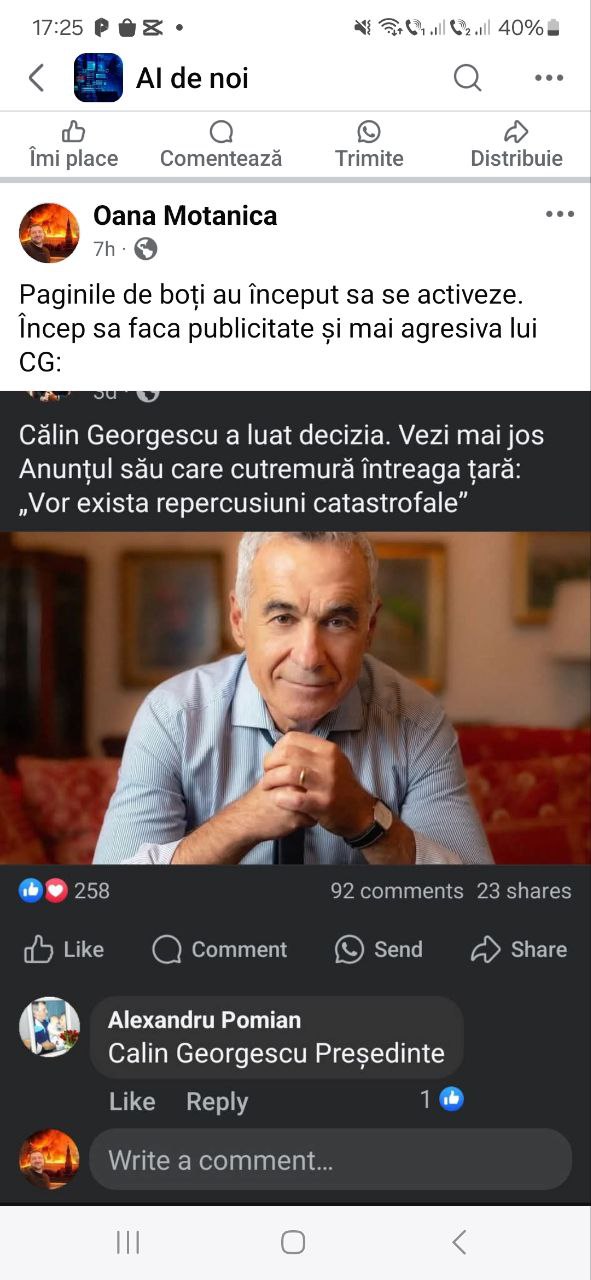 17:25
40%
AI de noi
Îmi place
Comentează
Trimite
Distribuie
Oana Motanica
7h ·
Paginile de boți au început sa se activeze.
Încep sa faca publicitate și mai agresiva lui
CG:
3d ·
Călin Georgescu a luat decizia. Vezi mai jos
Anunțul său care cutremură întreaga țară:
„Vor exista repercusiuni catastrofale”
258
92 comments 23 shares
Like
Comment
Send
Share
Alexandru Pomian
Calin Georgescu Președinte
Like Reply
1
Write a comment...